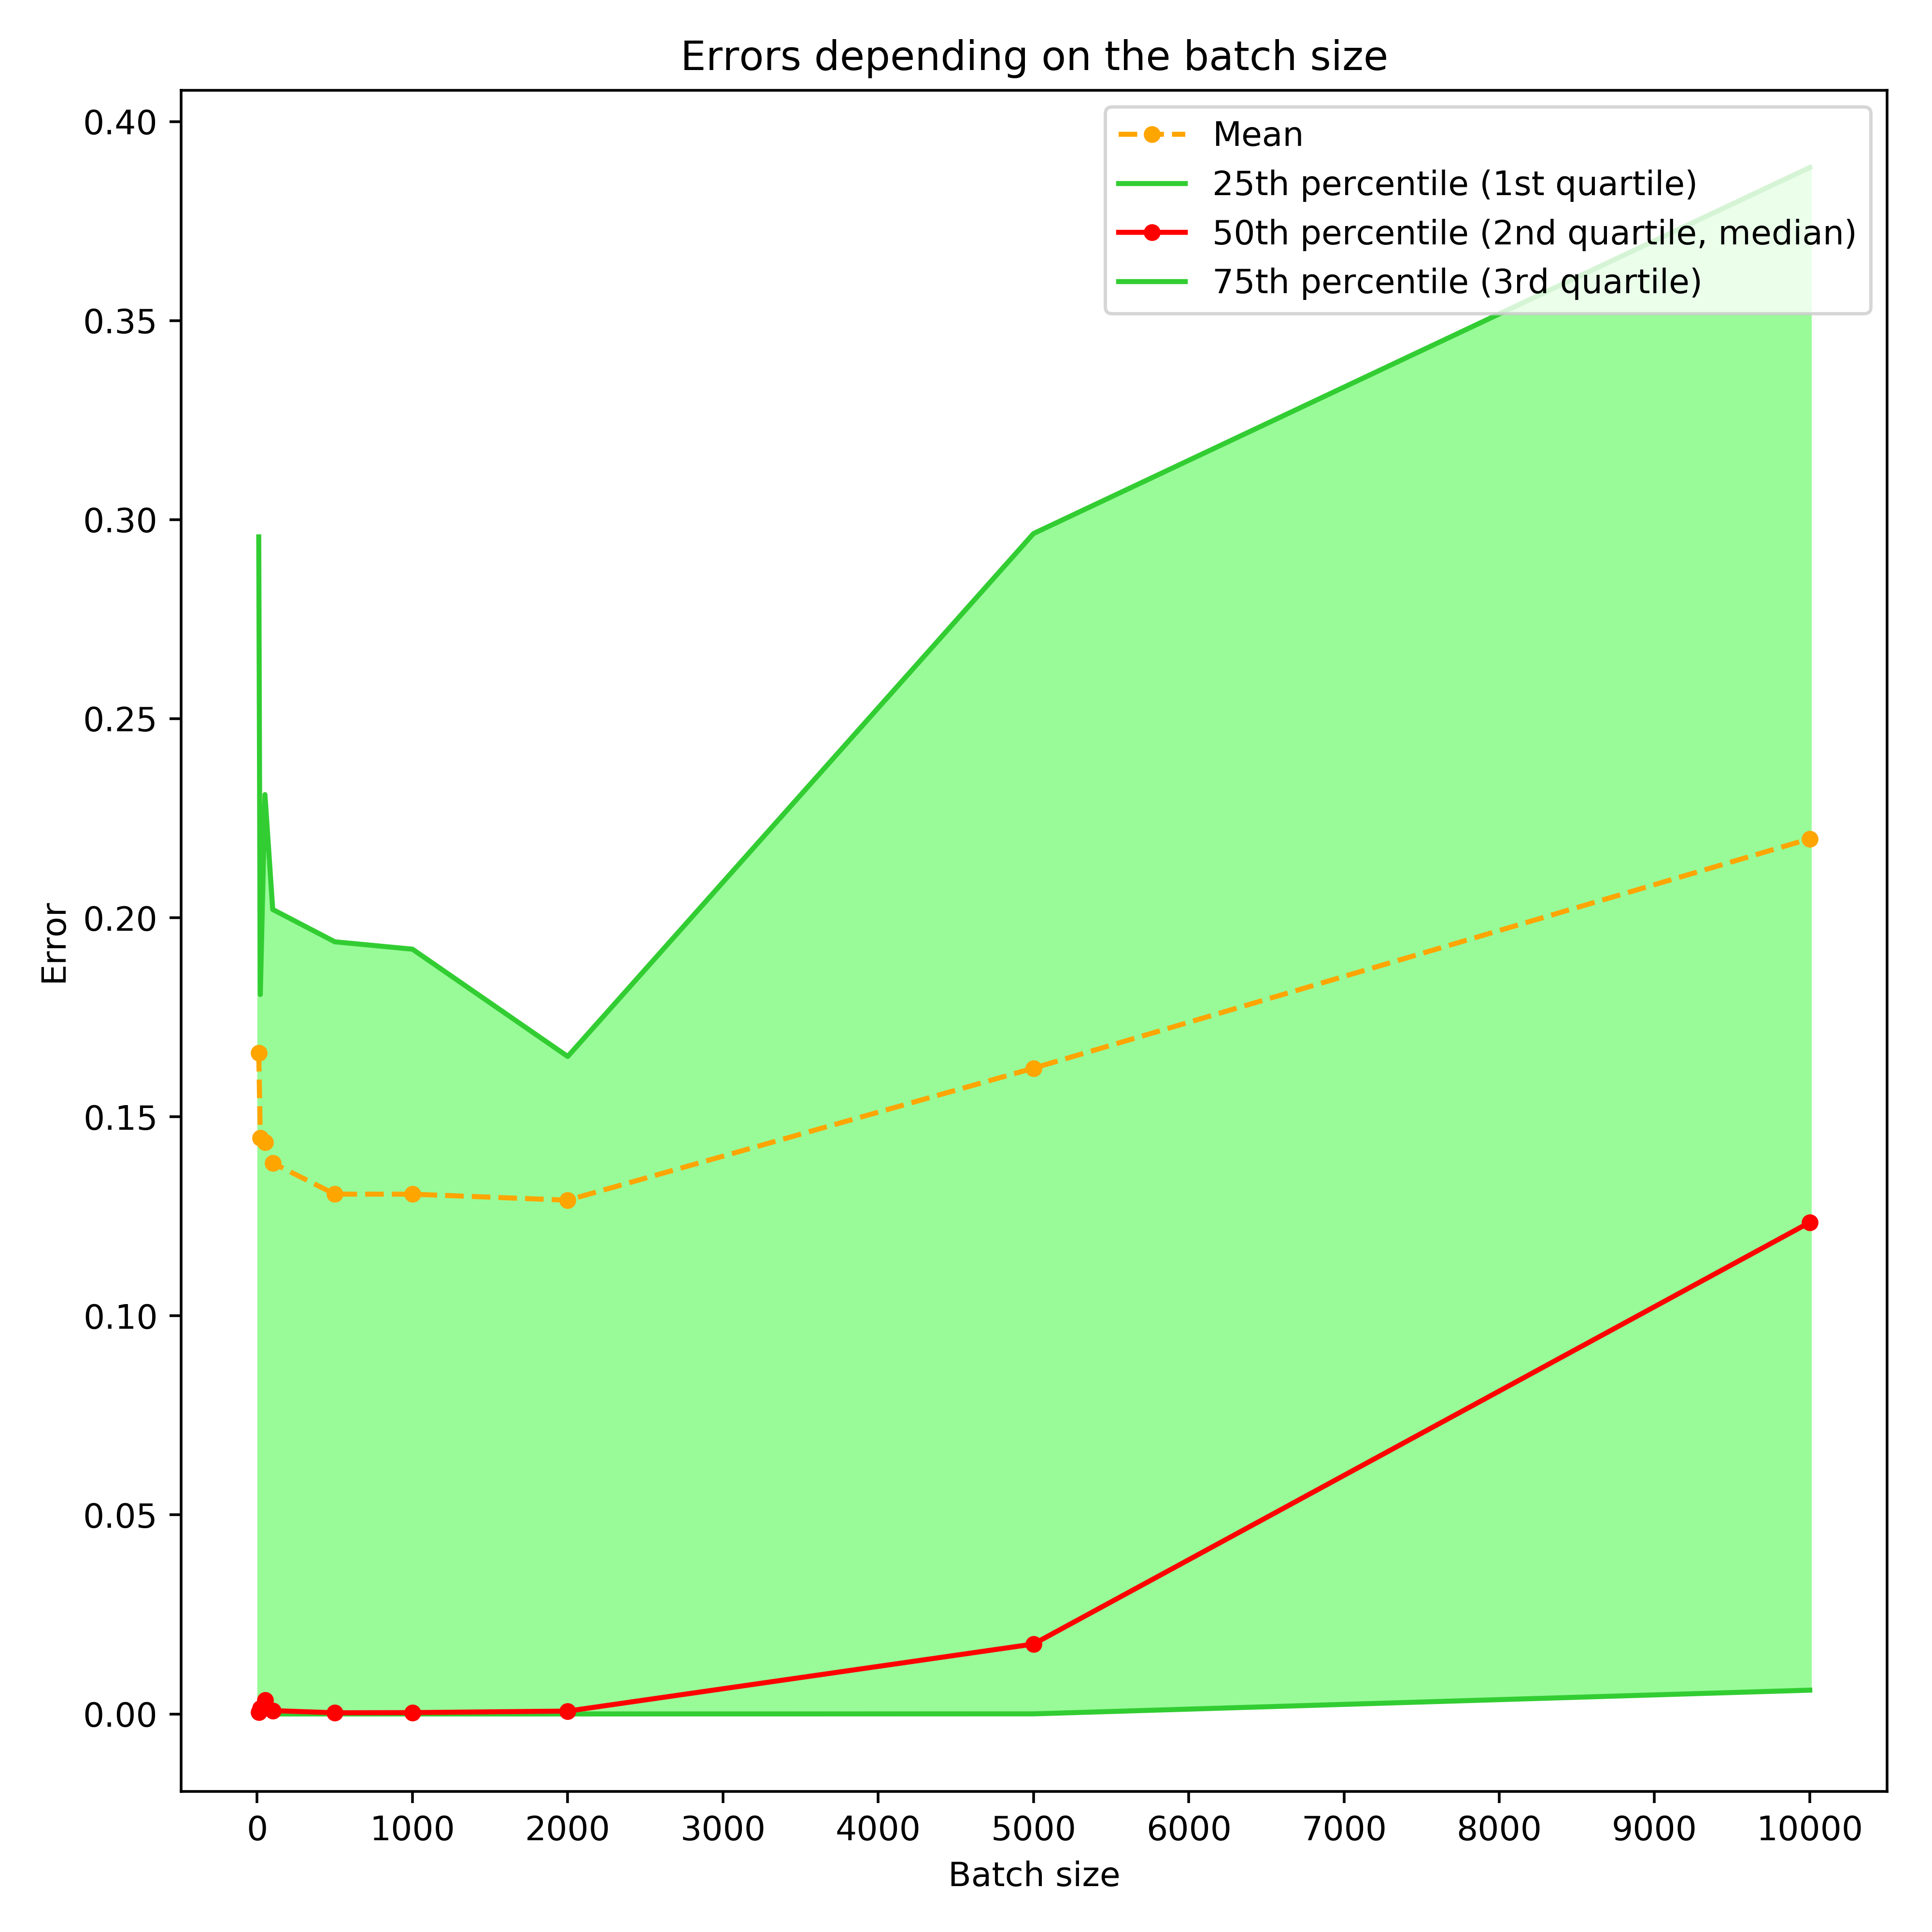 Errors depending on the batch size
Mean
25th percentile (1st quartile)
50th percentile (2nd quartile, median)
75th percentile (3rd quartile)
0.40
0.35
0.30
0.25
0.20
0.15
0.10
0.05
0.00
Error
0 1000 2000 3000 4000 5000 6000 7000 8000 9000 10000
Batch size